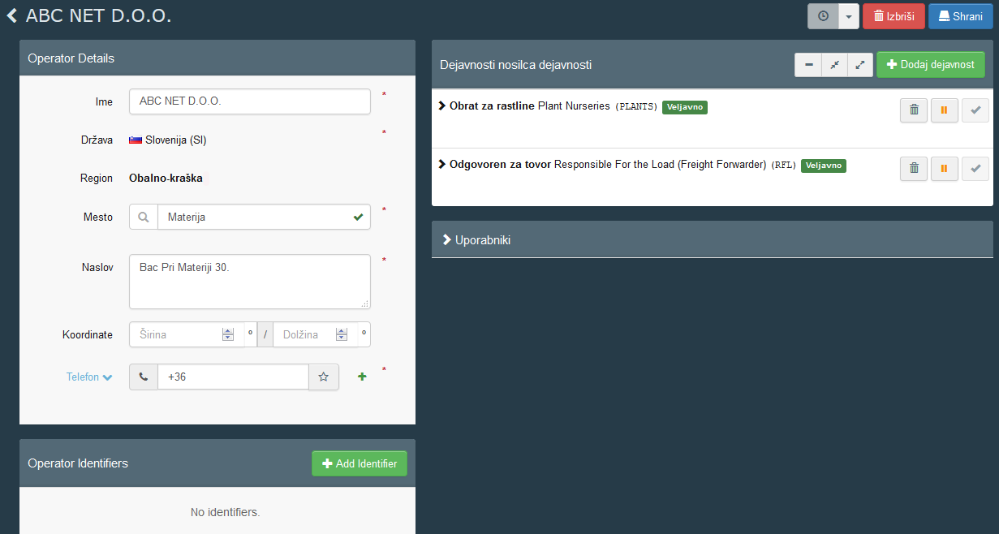 ABC NET D.O.O.
Izbriši
Shrani
Operator Details
Ime
ABC NET D.O.O.
*
Država
Slovenija (SI)
*
Region
Obalno-kraška
Mesto
Materija
*
Naslov
Bac Pri Materiji 30.
*
Koordinate
Širina
º
/
Dolžina
º
Telefon
+36
*
Operator Identifiers
Add Identifier
No identifiers.
Dejavnosti nosilca dejavnosti
Dodaj dejavnost
Obrat za rastline Plant Nurseries (PLANTS) Veljavno
Odgovoren za tovor Responsible For the Load (Freight Forwarder) (RFL) Veljavno
Uporabniki